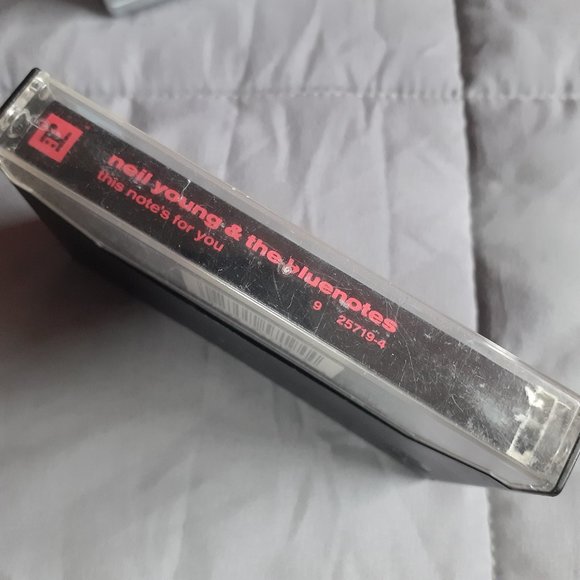 neil young & the bluenotes
this note's for you
9 25719-4